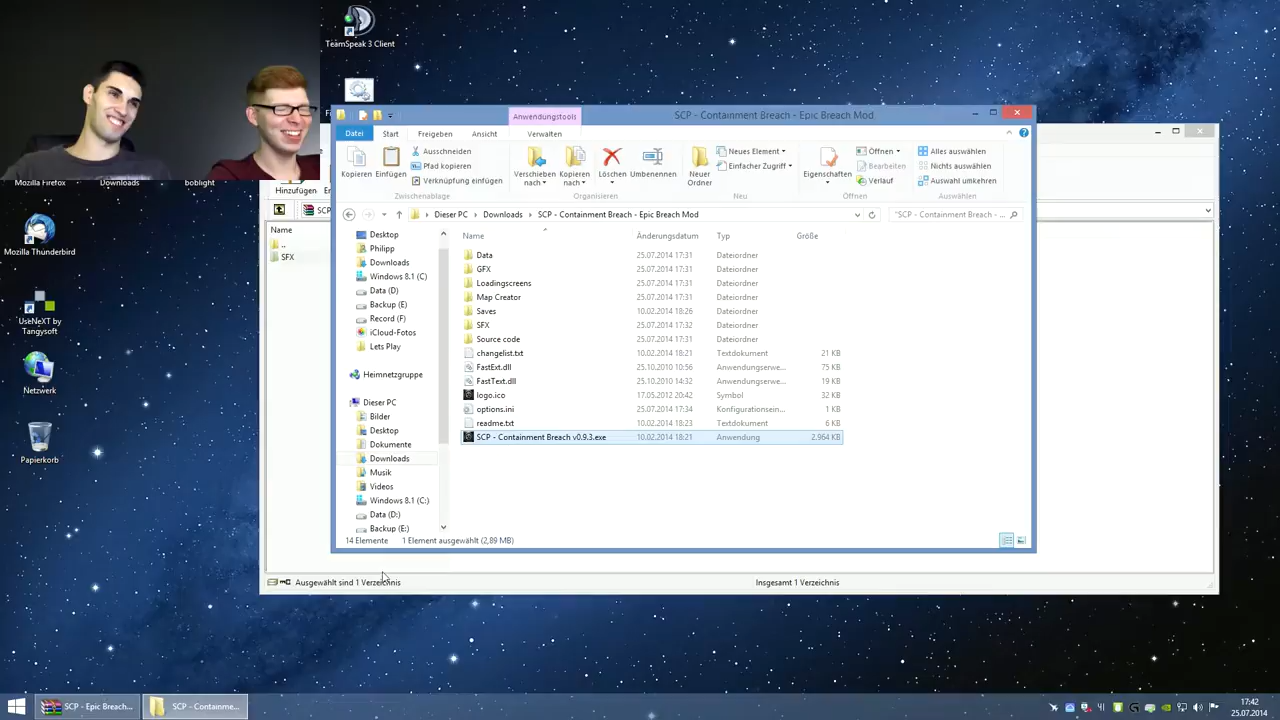 TeamSpeak 3 Client
Mozilla Firefox
Downloads
boblight
Mozilla Thunderbird
UseNeXT by
Tangysoft
Netzwerk
Papierkorb
Hinzufügen
SCP
Name
..
SFX
Ausgewählt sind 1 Verzeichnis
Insgesamt 1 Verzeichnis
Anwendungstools
SCP - Containment Breach - Epic Breach Mod
Datei
Start
Freigeben
Ansicht
Verwalten
Kopieren
Einfügen
Ausschneiden
Pfad kopieren
Verknüpfung einfügen
Zwischenablage
Verschieben
nach
Kopieren
nach
Löschen
Umbenennen
Organisieren
Neuer
Ordner
Neues Element
Einfacher Zugriff
Neu
Eigenschaften
Öffnen
Bearbeiten
Verlauf
Öffnen
Alles auswählen
Nichts auswählen
Auswahl umkehren
Auswählen
Dieser PC
Downloads
SCP - Containment Breach - Epic Breach Mod
"SCP - Containment Breach - ...
Desktop
Philipp
Downloads
Windows 8.1 (C)
Data (D)
Backup (E)
Record (F)
iCloud-Fotos
Lets Play
Heimnetzgruppe
Dieser PC
Bilder
Desktop
Dokumente
Downloads
Musik
Videos
Windows 8.1 (C:)
Data (D:)
Backup (E:)
Name Änderungsdatum Typ Größe
Data 25.07.2014 17:31 Dateiordner
GFX 25.07.2014 17:31 Dateiordner
Loadingscreens 25.07.2014 17:31 Dateiordner
Map Creator 25.07.2014 17:31 Dateiordner
Saves 10.02.2014 18:26 Dateiordner
SFX 25.07.2014 17:32 Dateiordner
Source code 25.07.2014 17:31 Dateiordner
changelist.txt 10.02.2014 18:21 Textdokument 21 KB
FastExt.dll 25.10.2010 10:56 Anwendungserwe... 75 KB
FastText.dll 25.10.2010 14:32 Anwendungserwe... 19 KB
logo.ico 17.05.2012 20:42 Symbol 32 KB
options.ini 25.07.2014 17:34 Konfigurationsein... 1 KB
readme.txt 10.02.2014 18:23 Textdokument 6 KB
SCP - Containment Breach v0.9.3.exe 10.02.2014 18:21 Anwendung 2.964 KB
14 Elemente
1 Element ausgewählt (2,89 MB)
SCP - Epic Breach...
SCP - Containme...
17:42
25.07.2014